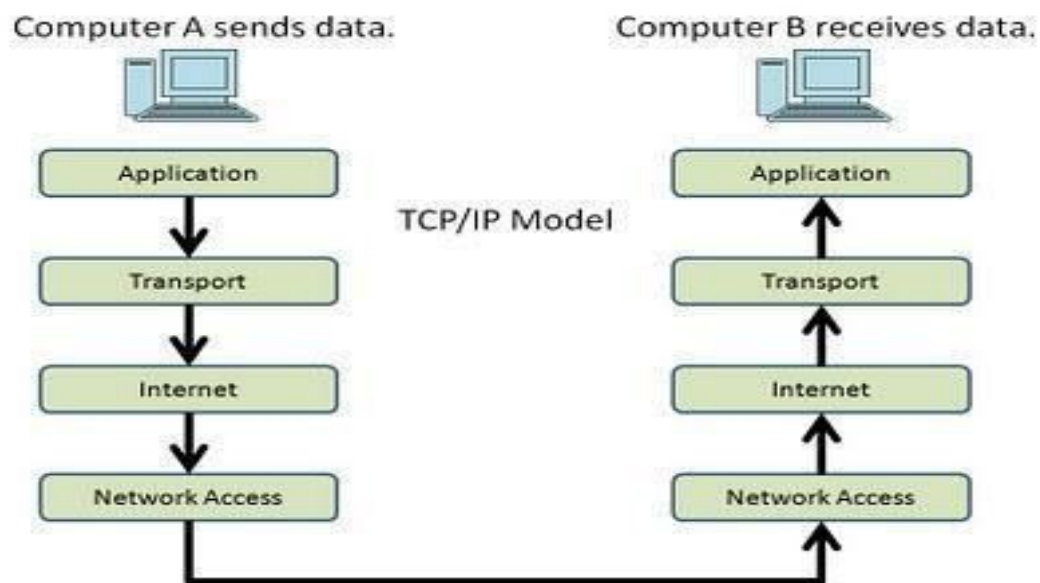 Computer A sends data.
Computer B receives data.
TCP/IP Model
Application
Transport
Internet
Network Access
Application
Transport
Internet
Network Access